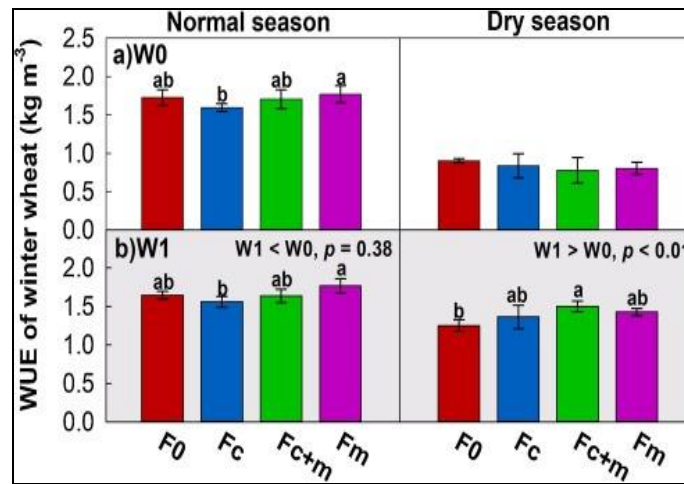 Normal season Dry season
WUE of winter wheat (kg m⁻³)
2.5
2.0
1.5
1.0
0.5
0.0
a)W0
ab b ab a
2.0
1.5
1.0
0.5
0.0
b)W1
W1 < W0, p = 0.38
ab b ab a
W1 > W0, p < 0.01
b ab a ab
F0 Fc Fc+m Fm F0 Fc Fc+m Fm